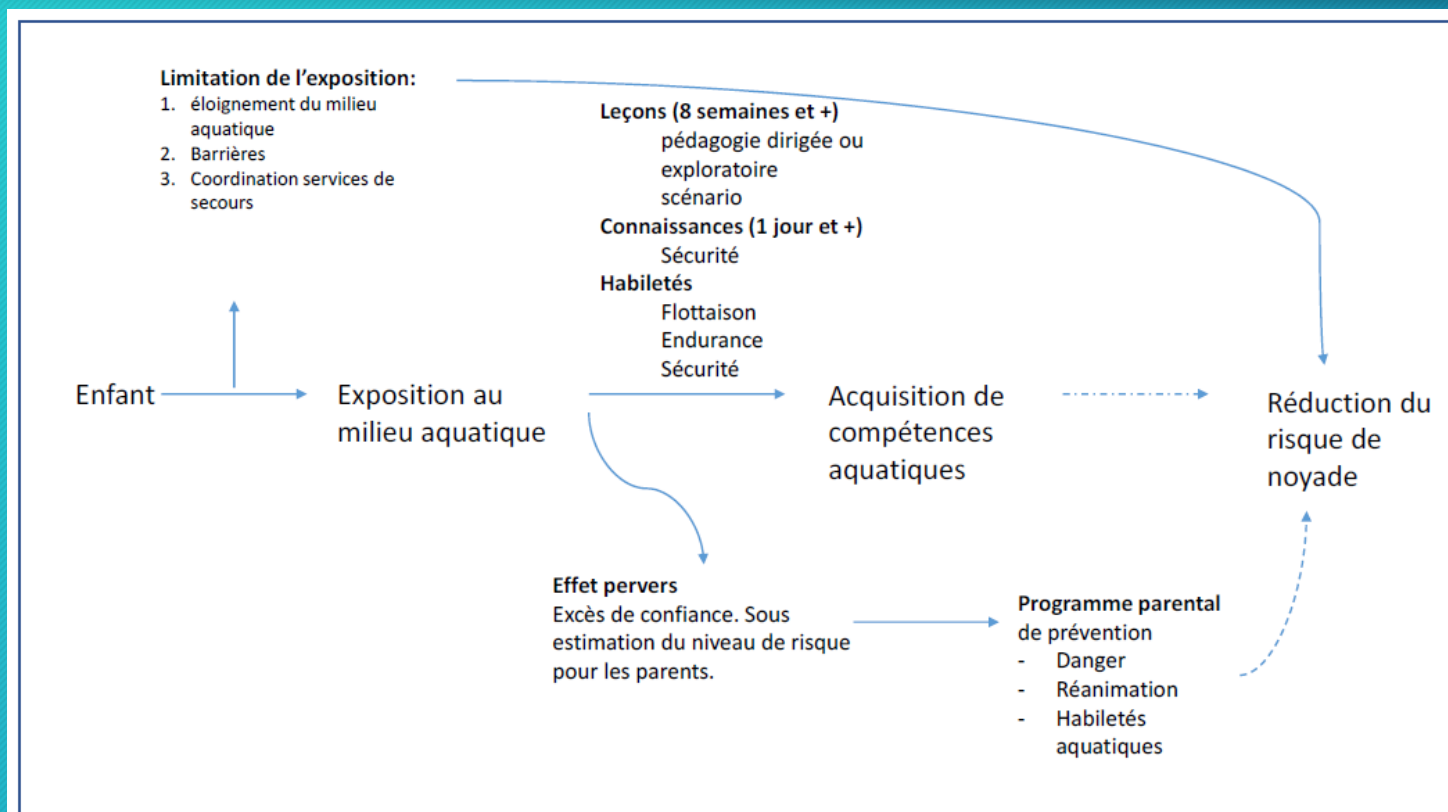 Limitation de l'exposition:
1. éloignement du milieu
aquatique
2. Barrières
3. Coordination services de
secours
Leçons (8 semaines et +)
pédagogie dirigée ou
exploratoire
scénario
Connaissances (1 jour et +)
Sécurité
Habiletés
Flottaison
Endurance
Sécurité
Enfant
Exposition au
milieu aquatique
Acquisition de
compétences
aquatiques
Réduction du
risque de
noyade
Effet pervers
Excès de confiance. Sous
estimation du niveau de risque
pour les parents.
Programme parental
de prévention
- Danger
- Réanimation
- Habiletés
aquatiques